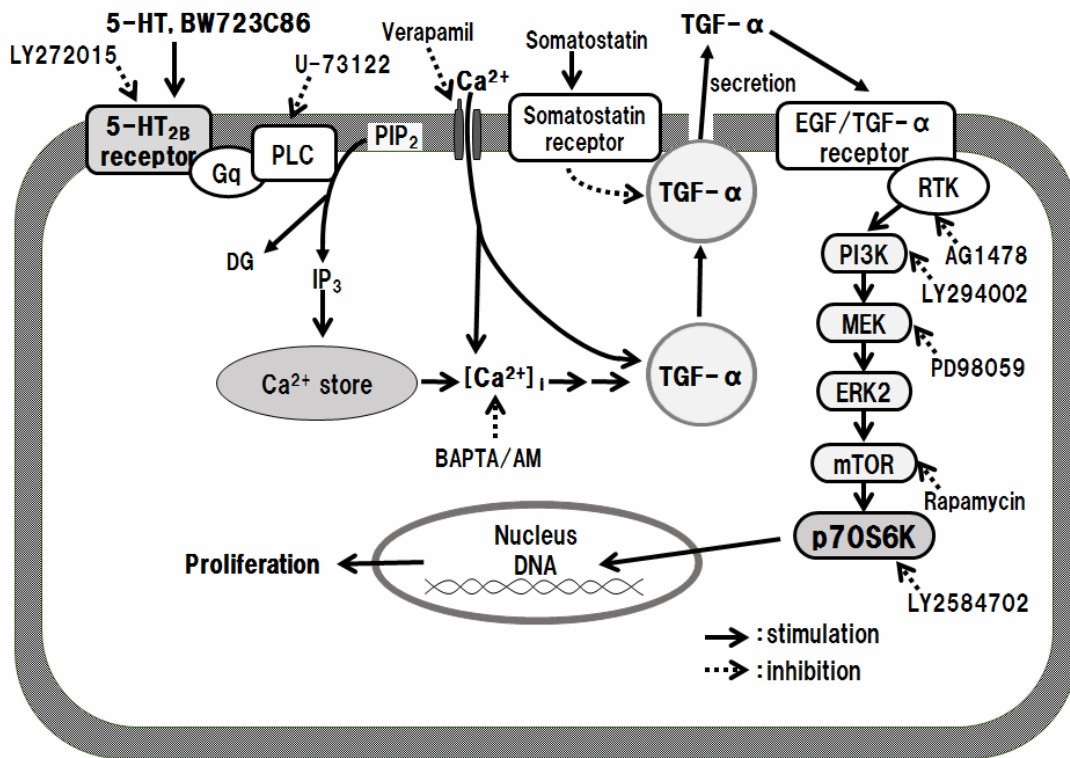 5-HT, BW723C86
LY272015
U-73122
Verapamil
Ca²⁺
Somatostatin
TGF-α
secretion
5-HT₂B
receptor
Gq
PLC
PIP₂
Somatostatin
receptor
EGF/TGF-α
receptor
RTK
TGF-α
DG
IP₃
PI3K
AG1478
LY294002
MEK
PD98059
Ca²⁺ store
[Ca²⁺]i
TGF-α
ERK2
BAPTA/AM
mTOR
Rapamycin
p70S6K
LY2584702
Nucleus
DNA
Proliferation
:stimulation
:inhibition